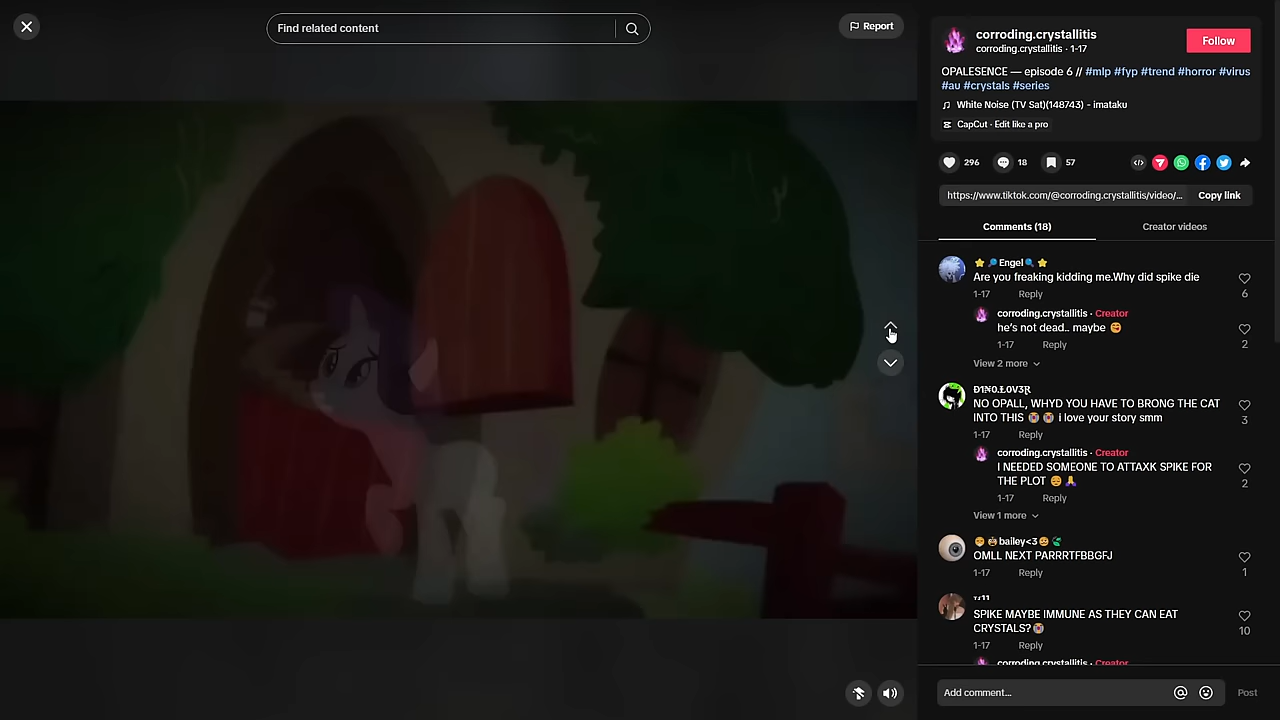 Find related content
Report
corroding.crystallitis
corroding.crystallitis · 1-17
Follow
OPALESENCE — episode 6 // #mlp #fyp #trend #horror #virus
#au #crystals #series
White Noise (TV Sat)(148743) - imataku
CapCut · Edit like a pro
296
18
57
https://www.tiktok.com/@corroding.crystallitis/video/...
Copy link
Comments (18)
Creator videos
Engel
Are you freaking kidding me.Why did spike die
1-17 Reply
6
corroding.crystallitis · Creator
he's not dead.. maybe 🥰
1-17 Reply
2
View 2 more
Đ1₦O.ŁOV3Ɽ
NO OPALL, WHYD YOU HAVE TO BRONG THE CAT
INTO THIS 😭 😭 i love your story smm
1-17 Reply
3
corroding.crystallitis · Creator
I NEEDED SOMEONE TO ATTAXK SPIKE FOR
THE PLOT 😔🙏
1-17 Reply
2
View 1 more
bailey<3
OMLL NEXT PARRRTFBBGFJ
1-17 Reply
1
SPIKE MAYBE IMMUNE AS THEY CAN EAT
CRYSTALS?😭
1-17 Reply
10
corroding.crystallitis · Creator
Add comment...
Post